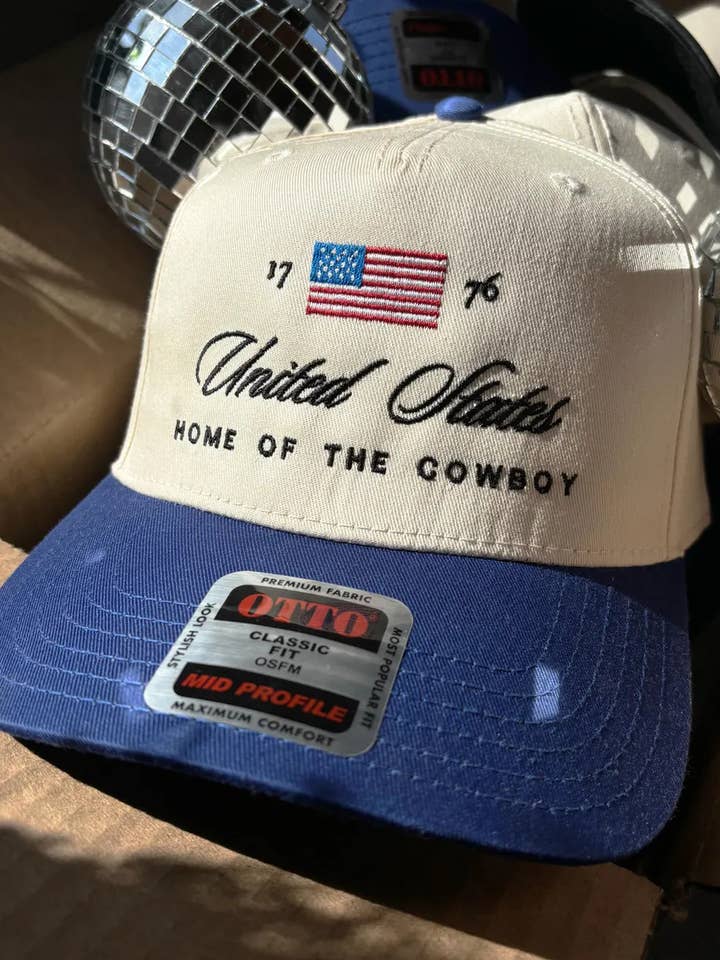 OTTO
17 76
United States
HOME OF THE COWBOY
PREMIUM FABRIC
STYLISH LOOK
OTTO
CLASSIC
FIT
OSFM
MID PROFILE
MOST POPULAR FIT
MAXIMUM COMFORT